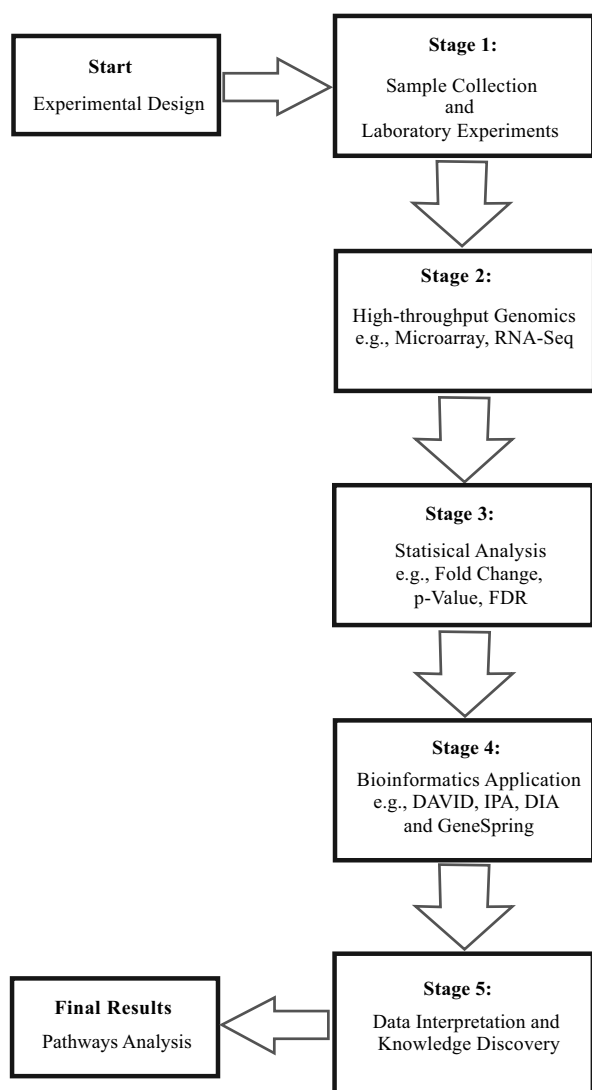 Start
Experimental Design
Stage 1:
Sample Collection
and
Laboratory Experiments
Stage 2:
High-throughput Genomics
e.g., Microarray, RNA-Seq
Stage 3:
Statisical Analysis
e.g., Fold Change,
p-Value, FDR
Stage 4:
Bioinformatics Application
e.g., DAVID, IPA, DIA
and GeneSpring
Stage 5:
Data Interpretation and
Knowledge Discovery
Final Results
Pathways Analysis